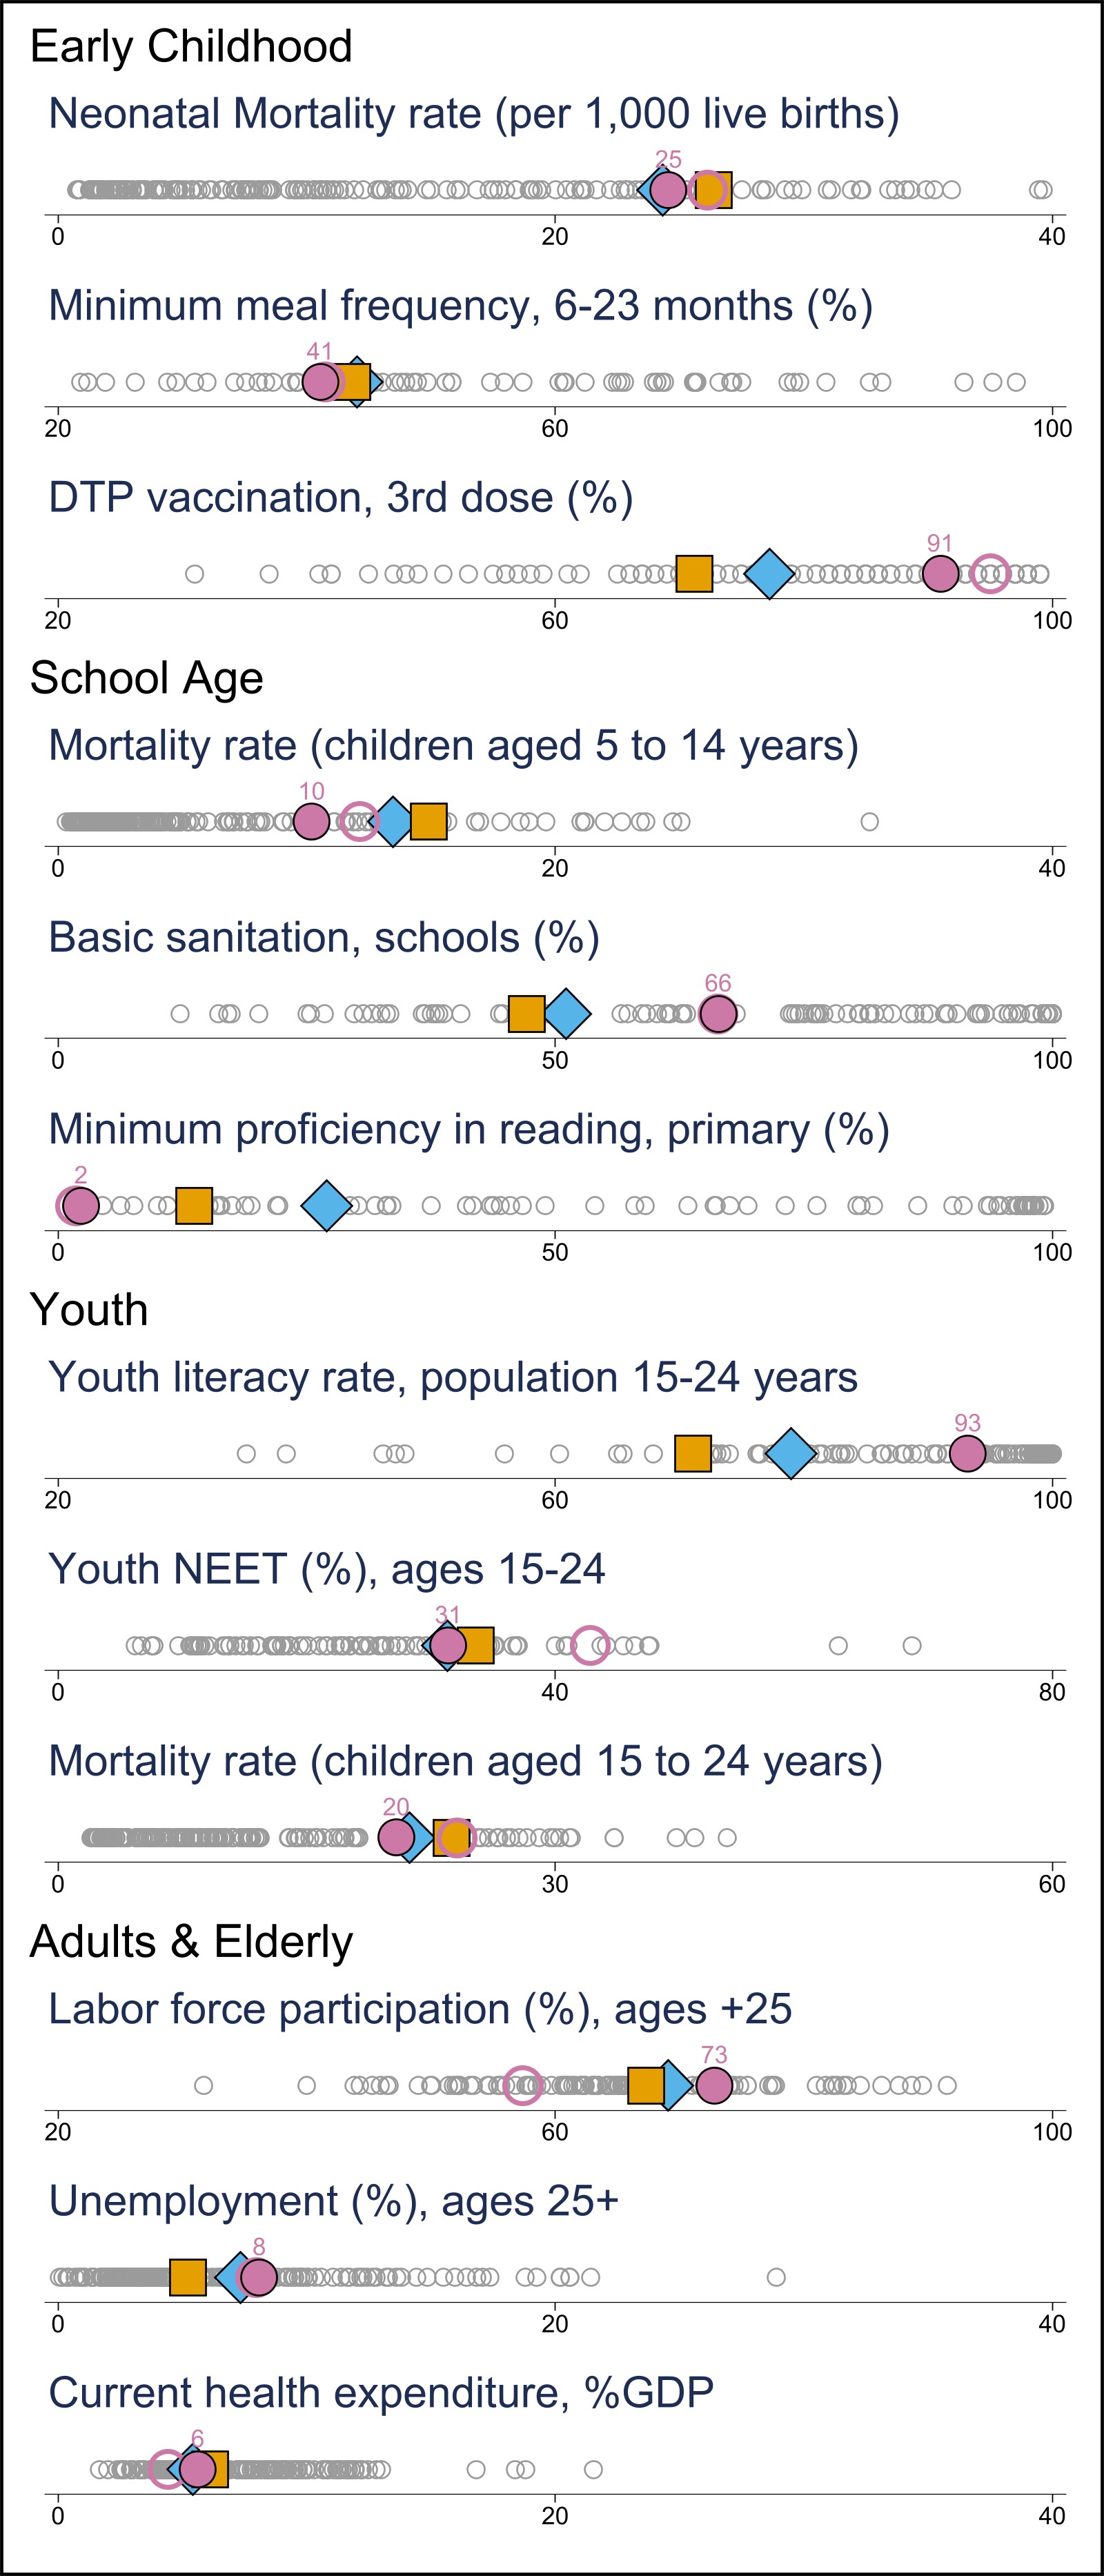 Early Childhood
Neonatal Mortality rate (per 1,000 live births)
25
0 20 40
Minimum meal frequency, 6-23 months (%)
41
20 60 100
DTP vaccination, 3rd dose (%)
91
20 60 100
School Age
Mortality rate (children aged 5 to 14 years)
10
0 20 40
Basic sanitation, schools (%)
66
0 50 100
Minimum proficiency in reading, primary (%)
2
0 50 100
Youth
Youth literacy rate, population 15-24 years
93
20 60 100
Youth NEET (%), ages 15-24
31
0 40 80
Mortality rate (children aged 15 to 24 years)
20
0 30 60
Adults & Elderly
Labor force participation (%), ages +25
73
20 60 100
Unemployment (%), ages 25+
8
0 20 40
Current health expenditure, %GDP
6
0 20 40